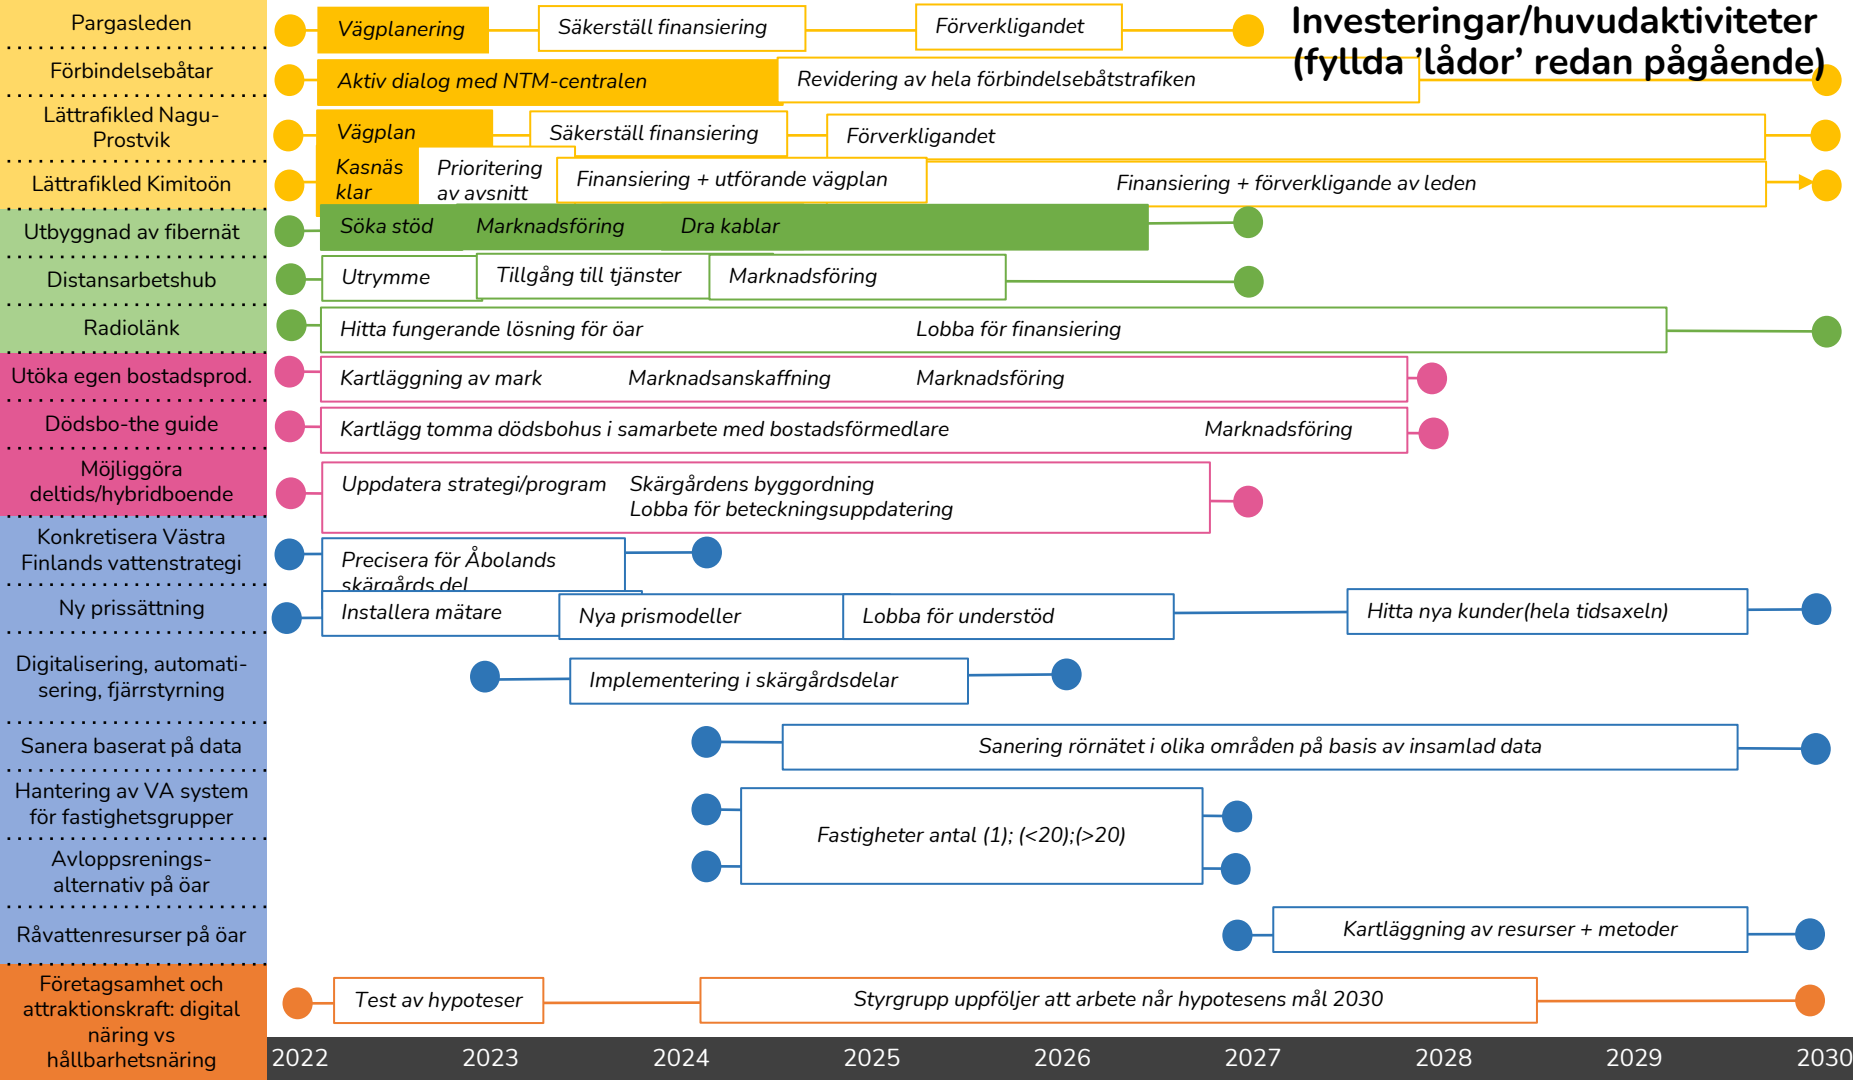 Investeringar/huvudaktiviteter
(fyllda ’lådor’ redan pågående)
Pargasleden
Vägplanering
Säkerställ finansiering
Förverkligandet
Förbindelsebåtar
Aktiv dialog med NTM-centralen
Revidering av hela förbindelsebåtstrafiken
Lättrafikled Nagu-
Prostvik
Vägplan
Säkerställ finansiering
Förverkligandet
Lättrafikled Kimitoön
Kasnäs
klar
Prioritering
av avsnitt
Finansiering + utförande vägplan
Finansiering + förverkligande av leden
Utbyggnad av fibernät
Söka stöd
Marknadsföring
Dra kablar
Distansarbetshub
Utrymme
Tillgång till tjänster
Marknadsföring
Radiolänk
Hitta fungerande lösning för öar
Lobba för finansiering
Utöka egen bostadsprod.
Kartläggning av mark
Marknadsanskaffning
Marknadsföring
Dödsbo-the guide
Kartlägg tomma dödsbohus i samarbete med bostadsförmedlare
Marknadsföring
Möjliggöra
deltids/hybridboende
Uppdatera strategi/program
Skärgårdens byggordning
Lobba för beteckningsuppdatering
Konkretisera Västra
Finlands vattenstrategi
Precisera för Åbolands
skärgårds del
Ny prissättning
Installera mätare
Nya prismodeller
Lobba för understöd
Hitta nya kunder(hela tidsaxeln)
Digitalisering, automati-
sering, fjärrstyrning
Implementering i skärgårdsdelar
Sanera baserat på data
Sanering rörnätet i olika områden på basis av insamlad data
Hantering av VA system
för fastighetsgrupper
Fastigheter antal (1); (<20);(>20)
Avloppsrenings-
alternativ på öar
Råvattenresurser på öar
Kartläggning av resurser + metoder
Företagsamhet och
attraktionskraft: digital
näring vs
hållbarhetsnäring
Test av hypoteser
Styrgrupp uppföljer att arbete når hypotesens mål 2030
2022 2023 2024 2025 2026 2027 2028 2029 2030